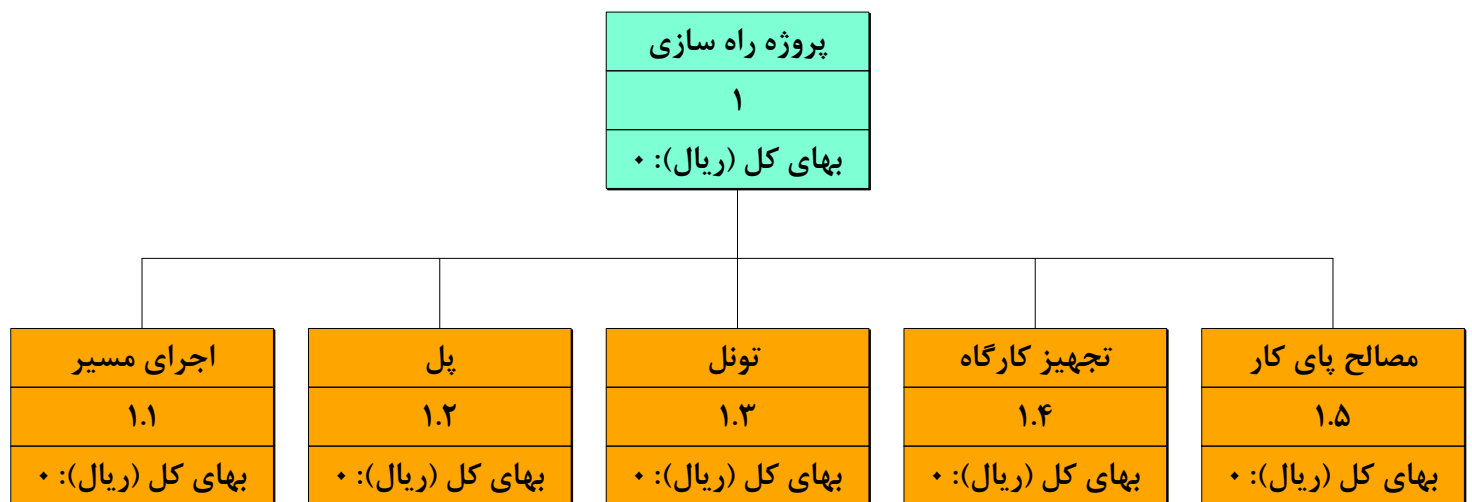 پروژه راه سازی
۱
بهای کل (ریال): ۰
اجرای مسیر
۱.۱
بهای کل (ریال): ۰
پل
۱.۲
بهای کل (ریال): ۰
تونل
۱.۳
بهای کل (ریال): ۰
تجهیز کارگاه
۱.۴
بهای کل (ریال): ۰
مصالح پای کار
۱.۵
بهای کل (ریال): ۰